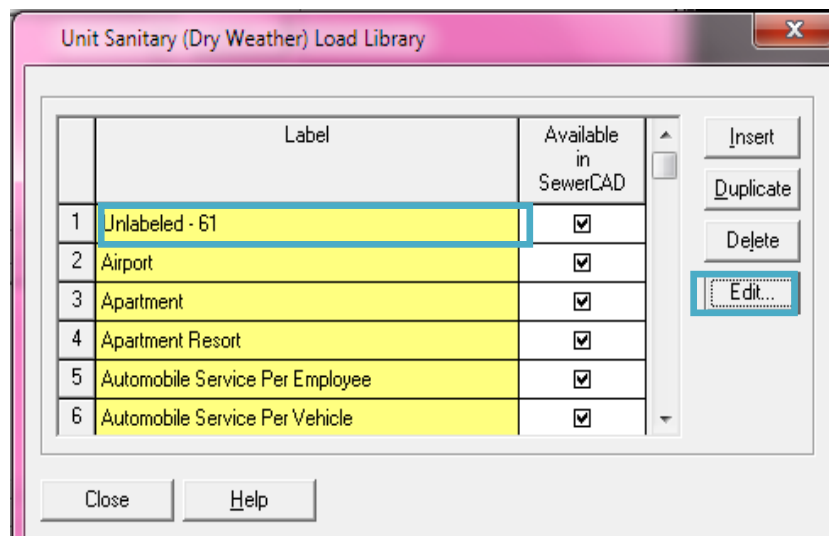 Unit Sanitary (Dry Weather) Load Library
X
Label
Available
in
SewerCAD
Insert
Duplicate
Delete
Edit...
1 Unlabeled - 61
2 Airport
3 Apartment
4 Apartment Resort
5 Automobile Service Per Employee
6 Automobile Service Per Vehicle
Close Help